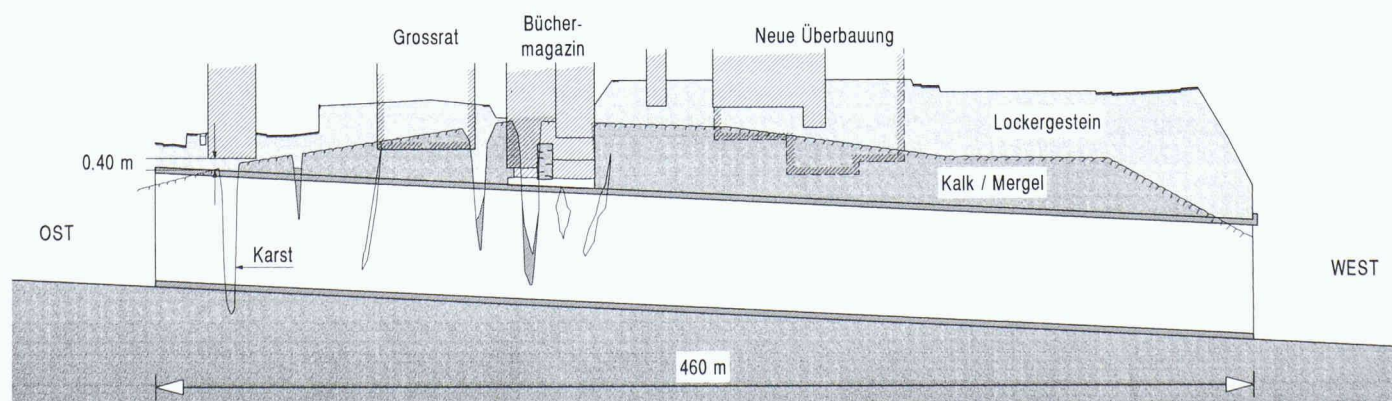 Grossrat
Bücher-
magazin
Neue Überbauung
Lockergestein
0.40 m
Kalk / Mergel
OST
Karst
WEST
460 m